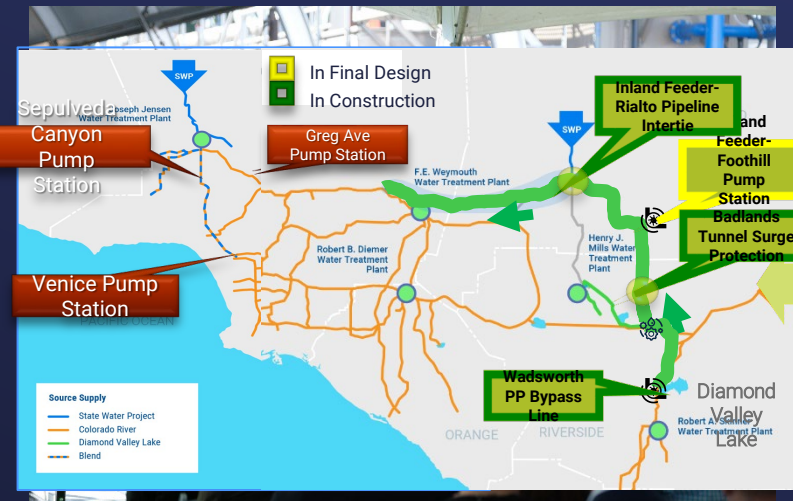 In Final Design
In Construction
SWP
Joseph Jensen
Water Treatment Plant
Sepulveda
Canyon
Pump
Station
Greg Ave
Pump Station
Inland Feeder-
Rialto Pipeline
Intertie
SWP
Feeder-
Foothill
Pump
Station
F.E. Weymouth
Water Treatment Plant
Badlands
Tunnel Surge
Protection
Henry J.
Mills Water
Treatment
Plant
Robert B. Diemer
Water Treatment
Plant
Venice Pump
Station
PACIFIC OCEAN
Wadsworth
PP Bypass
Line
Diamond
Valley
Lake
Robert A. Skinner
Water Treatment Plant
ORANGE
RIVERSIDE
Source Supply
State Water Project
Colorado River
Diamond Valley Lake
Blend